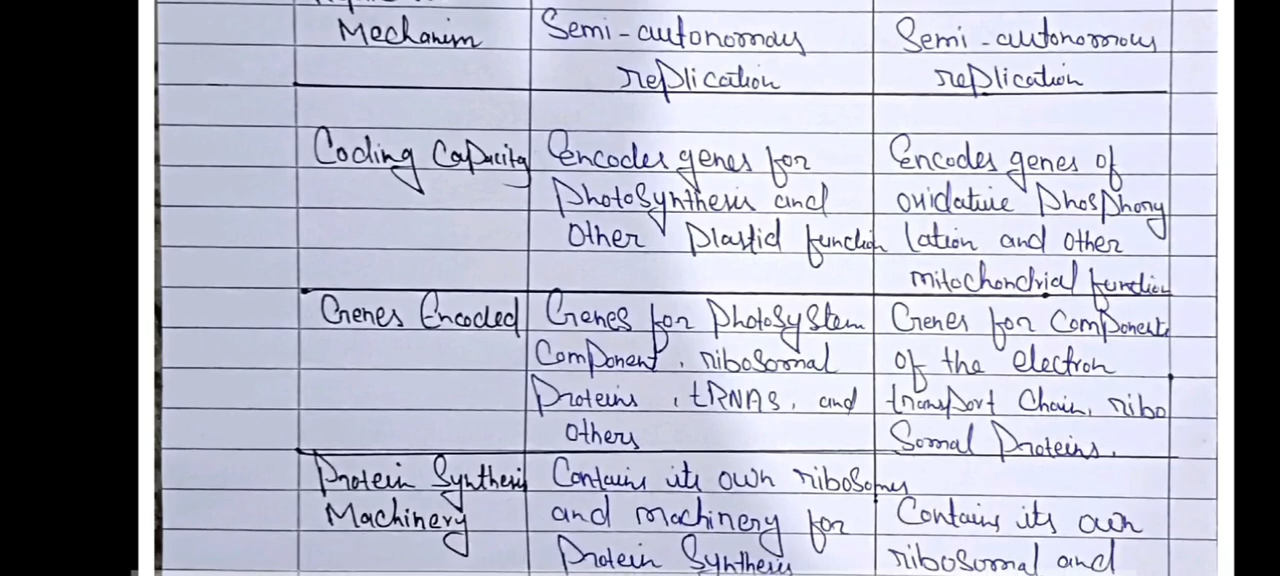 Mechanism
Semi-autonomous
replication
Semi-autonomous
replication
Coding Capacity
encodes genes for
Photosynthesis and
Other Plastid function
Encodes genes of
oxidative Phosphory
lation and other
mitochondrial function
Genes Encoded
Genes for Photosystem
Component, ribosomal
Proteins, tRNAS, and
Others
Genes for Components
of the electron
transport Chain, ribo
Somal Proteins.
Protein Synthesis
Machinery
Contains its own ribosomes
and machinery for
Protein Synthesis
Contains its own
ribosomal and